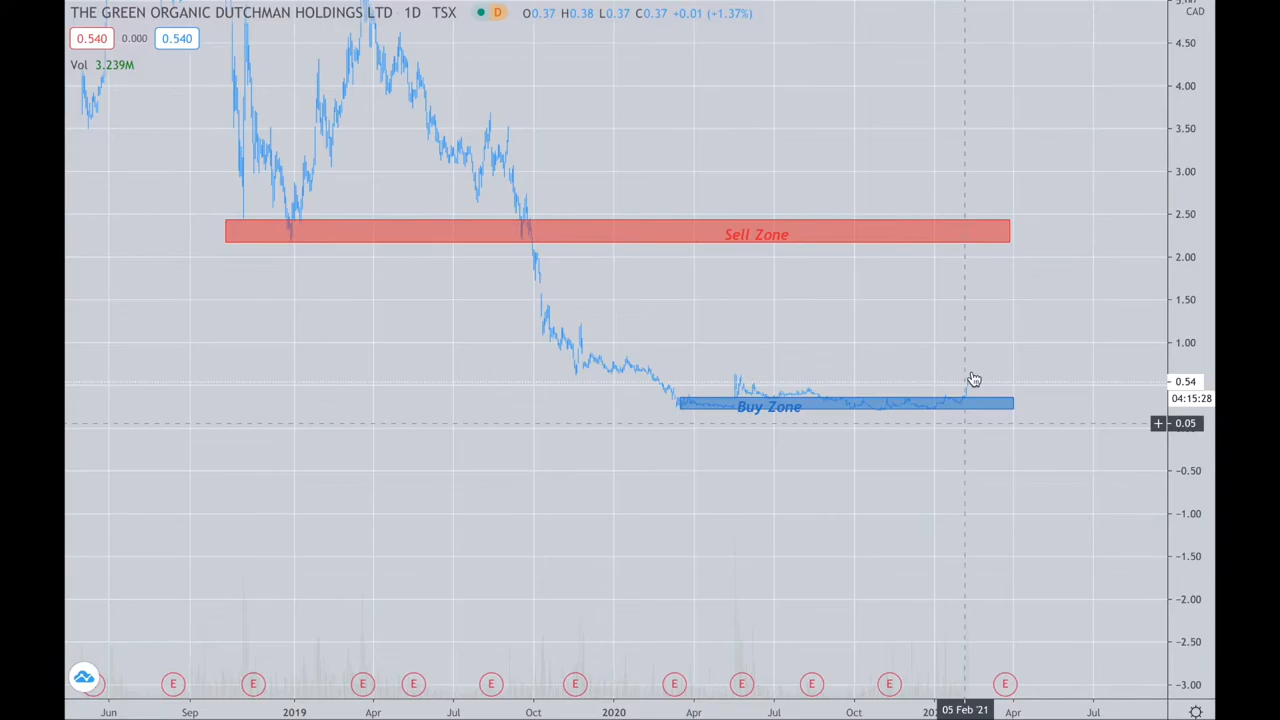 THE GREEN ORGANIC DUTCHMAN HOLDINGS LTD 1D TSX D O0.37 H0.38 L0.37 C0.37 +0.01 (+1.37%)
CAD
0.540 0.000 0.540
Vol 3.239M
4.50
4.00
3.50
3.00
2.50
Sell Zone
2.00
1.50
1.00
0.54
04:15:28
Buy Zone
0.05
−0.50
−1.00
−1.50
−2.00
−2.50
E E E E E E E E E E E
−3.00
Jun Sep 2019 Apr Jul Oct 2020 Apr Jul Oct 05 Feb '21 Apr Jul